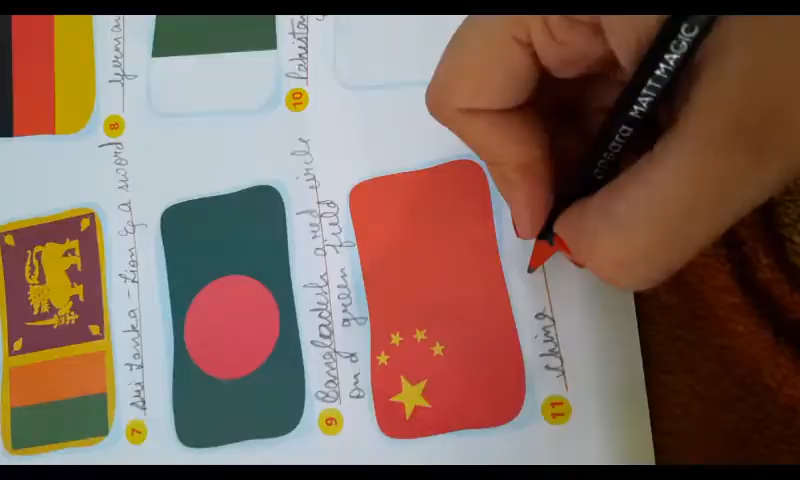 7 Sri Lanka - Lion & a sword
8 German
9 Bangladesh a red circle
on a green field
10 Pakistan
11 China
MATT MAGIC